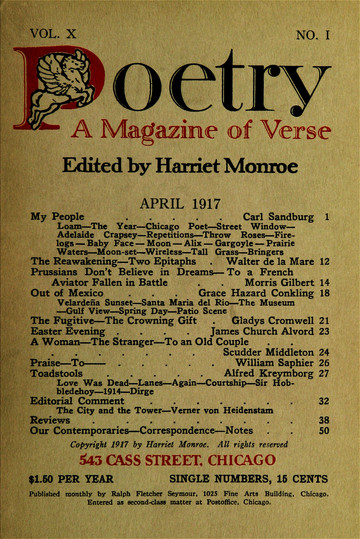 VOL. X NO. I
Poetry
A Magazine of Verse
Edited by Harriet Monroe
APRIL 1917
My People . . . . . Carl Sandburg 1
Loam—The Year—Chicago Poet—Street Window—
Adelaide Crapsey—Repetitions—Throw Roses—Fire-
logs—Baby Face—Moon—Alix—Gargoyle—Prairie
Waters—Moon-set—Wireless—Tall Grass—Bringers
The Reawakening—Two Epitaphs . Walter de la Mare 12
Prussians Don't Believe in Dreams—To a French
Aviator Fallen in Battle . . . Morris Gilbert 14
Out of Mexico . . . . Grace Hazard Conkling 18
Velardeña Sunset—Santa Maria del Rio—The Museum
—Gulf View—Spring Day—Patio Scene
The Fugitive—The Crowning Gift . Gladys Cromwell 21
Easter Evening . . . . James Church Alvord 23
A Woman—The Stranger—To an Old Couple
. . . . . . Scudder Middleton 24
Praise—To— . . . . . William Saphier 26
Toadstools . . . . . Alfred Kreymborg 27
Love Was Dead—Lanes—Again—Courtship—Sir Hob-
bledehoy—1914—Dirge
Editorial Comment . . . . . . 32
The City and the Tower—Verner von Heidenstam
Reviews . . . . . . . . 38
Our Contemporaries—Correspondence—Notes . 50
Copyright 1917 by Harriet Monroe. All rights reserved
543 CASS STREET, CHICAGO
$1.50 PER YEAR SINGLE NUMBERS, 15 CENTS
Published monthly by Ralph Fletcher Seymour, 1025 Fine Arts Building, Chicago.
Entered as second-class matter at Postoffice, Chicago.